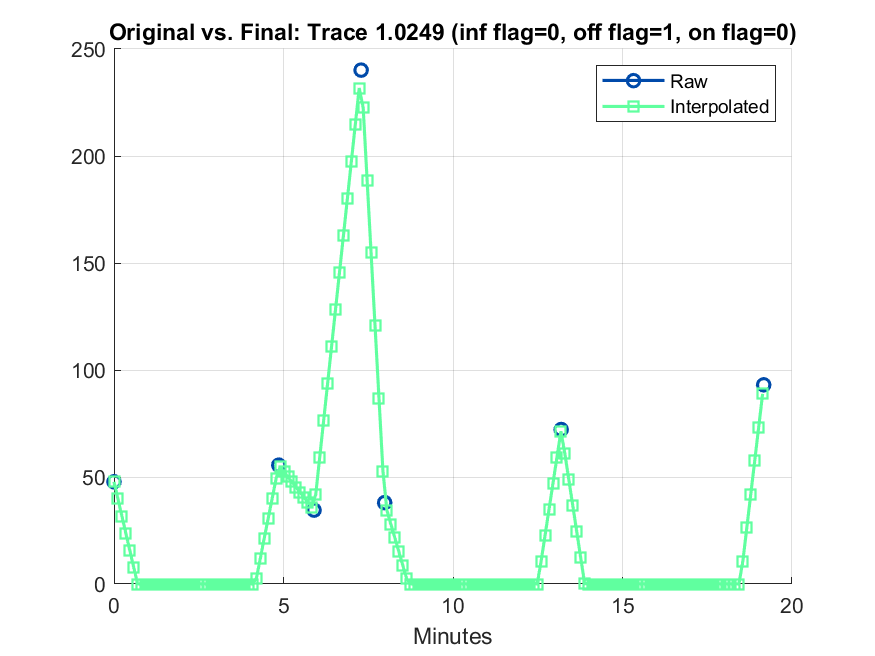 Original vs. Final: Trace 1.0249 (inf flag=0, off flag=1, on flag=0)
250
200
150
100
50
0
Raw
Interpolated
0
5
10
15
20
Minutes